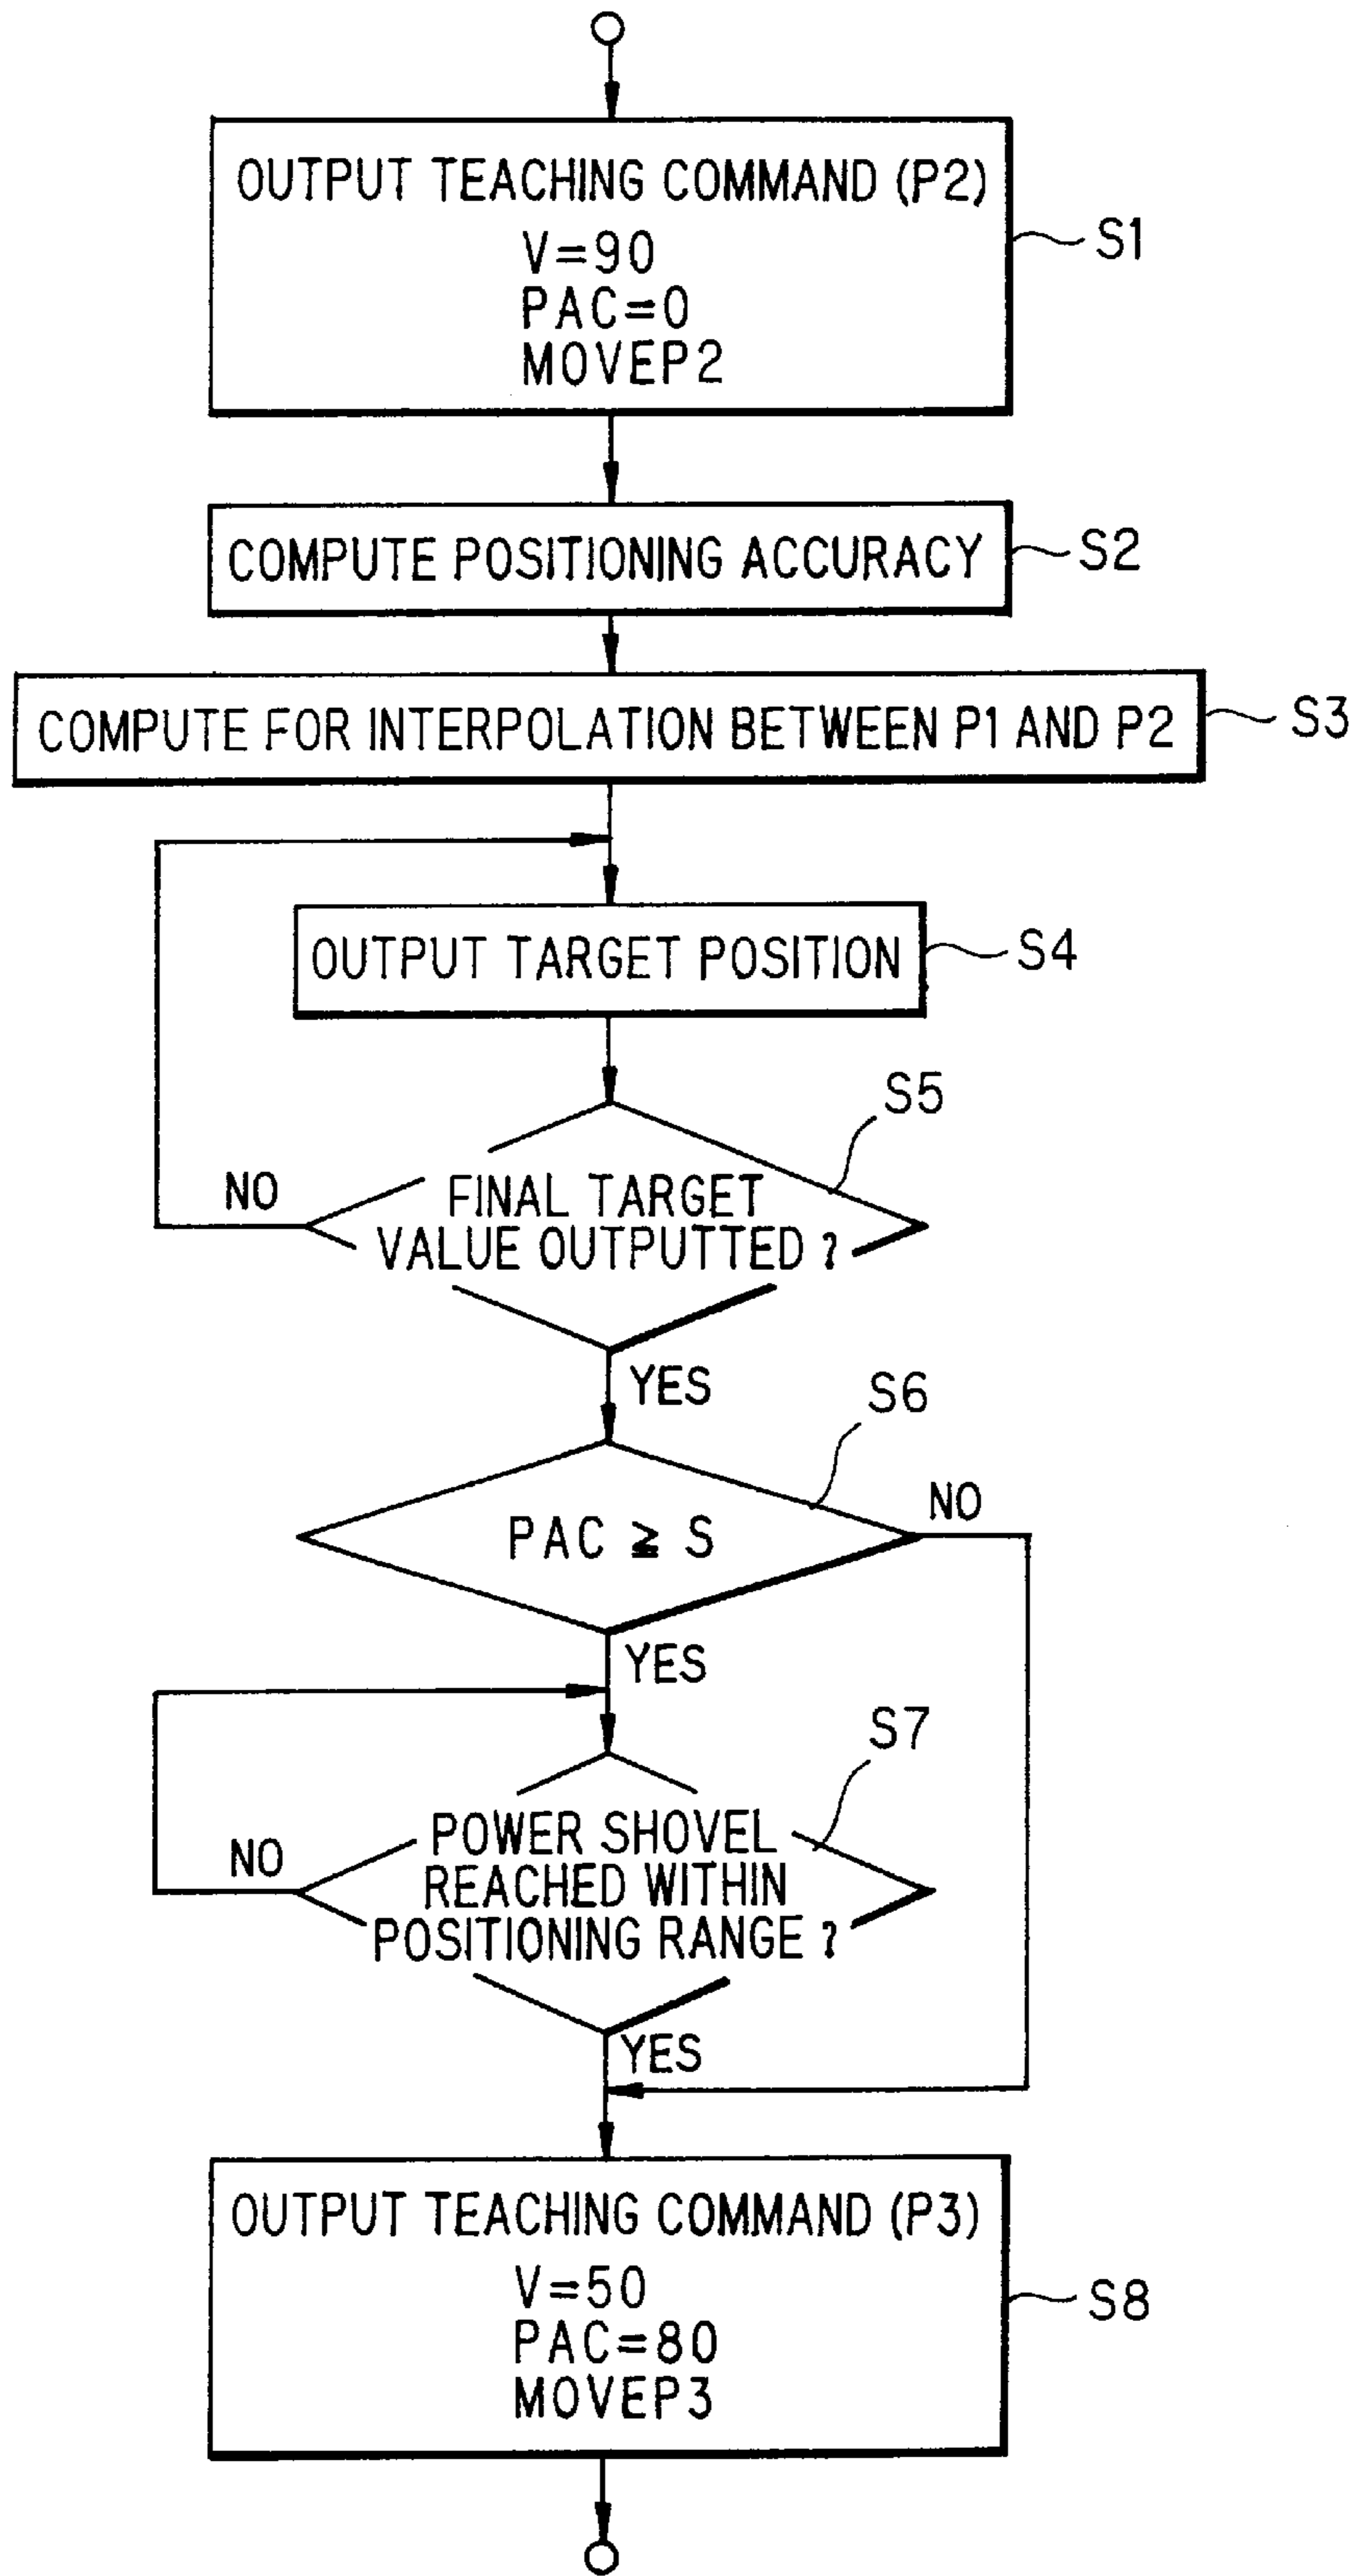 OUTPUT TEACHING COMMAND (P2)
V=90
PAC=0
MOVEP2
S1
COMPUTE POSITIONING ACCURACY
S2
COMPUTE FOR INTERPOLATION BETWEEN P1 AND P2
S3
OUTPUT TARGET POSITION
S4
S5
NO
FINAL TARGET
VALUE OUTPUTTED ?
YES
S6
NO
PAC ≧ S
YES
S7
NO
POWER SHOVEL
REACHED WITHIN
POSITIONING RANGE ?
YES
OUTPUT TEACHING COMMAND (P3)
V=50
PAC=80
MOVEP3
S8